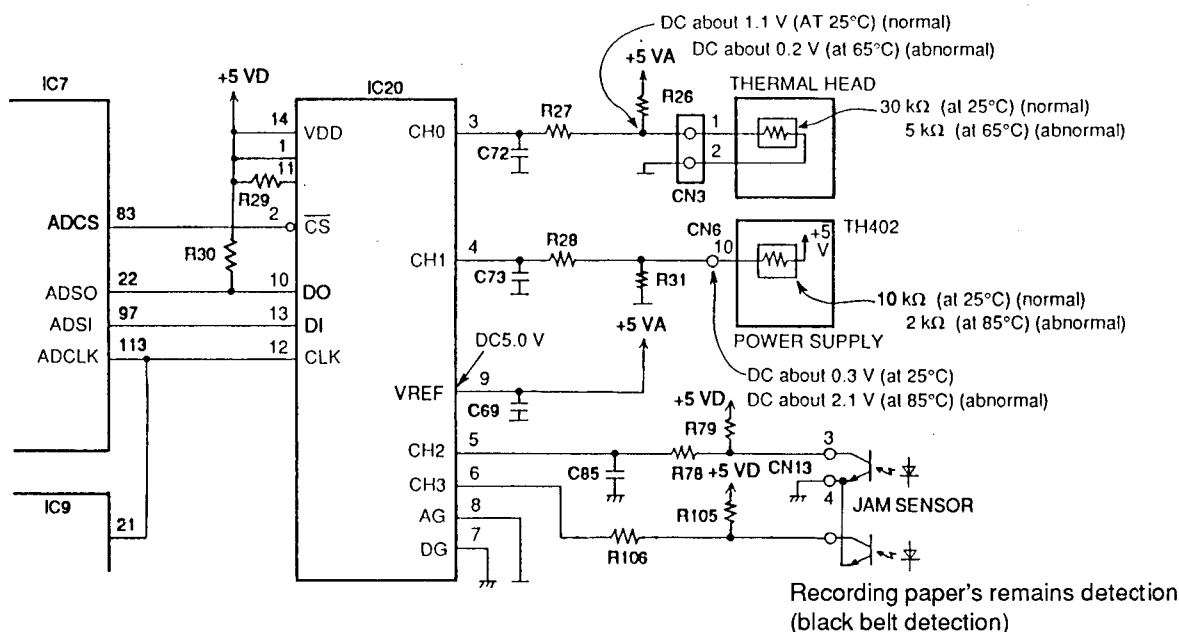 DC about 1.1 V (AT 25°C) (normal)
DC about 0.2 V (at 65°C) (abnormal)
+5 VA
IC7
+5 VD
IC20
THERMAL HEAD
R26
30 kΩ (at 25°C) (normal)
5 kΩ (at 65°C) (abnormal)
14
VDD
CH0
3
R27
1
1
C72
2
11
R29
CN3
ADCS
83
2
CS
R30
CH1
4
R28
CN6
10
+5
V
TH402
C73
R31
ADSO
22
10
DO
10 kΩ (at 25°C) (normal)
ADSI
97
13
DI
+5 VA
2 kΩ (at 85°C) (abnormal)
ADCLK
113
12
CLK
DC5.0 V
POWER SUPPLY
VREF
9
DC about 0.3 V (at 25°C)
C69
+5 VD
DC about 2.1 V (at 85°C) (abnormal)
R79
CH2
5
3
C85
R78
+5 VD
CN13
CH3
6
4
IC9
JAM SENSOR
21
AG
8
R105
DG
7
R106
Recording paper's remains detection
(black belt detection)